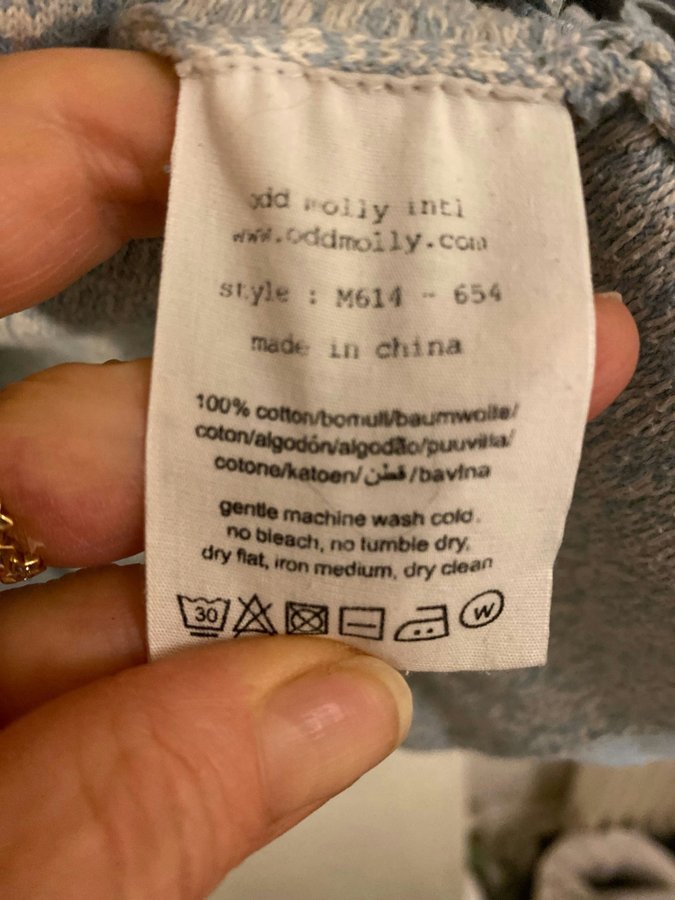 odd molly intl
www.oddmolly.com
style : M614 - 654
made in china
100% cotton/bomull/baumwolle/
coton/algodón/algodão/puuvilla/
cotone/katoen/قطن/bavlna
gentle machine wash cold.
no bleach, no tumble dry,
dry flat, iron medium, dry clean
30 W